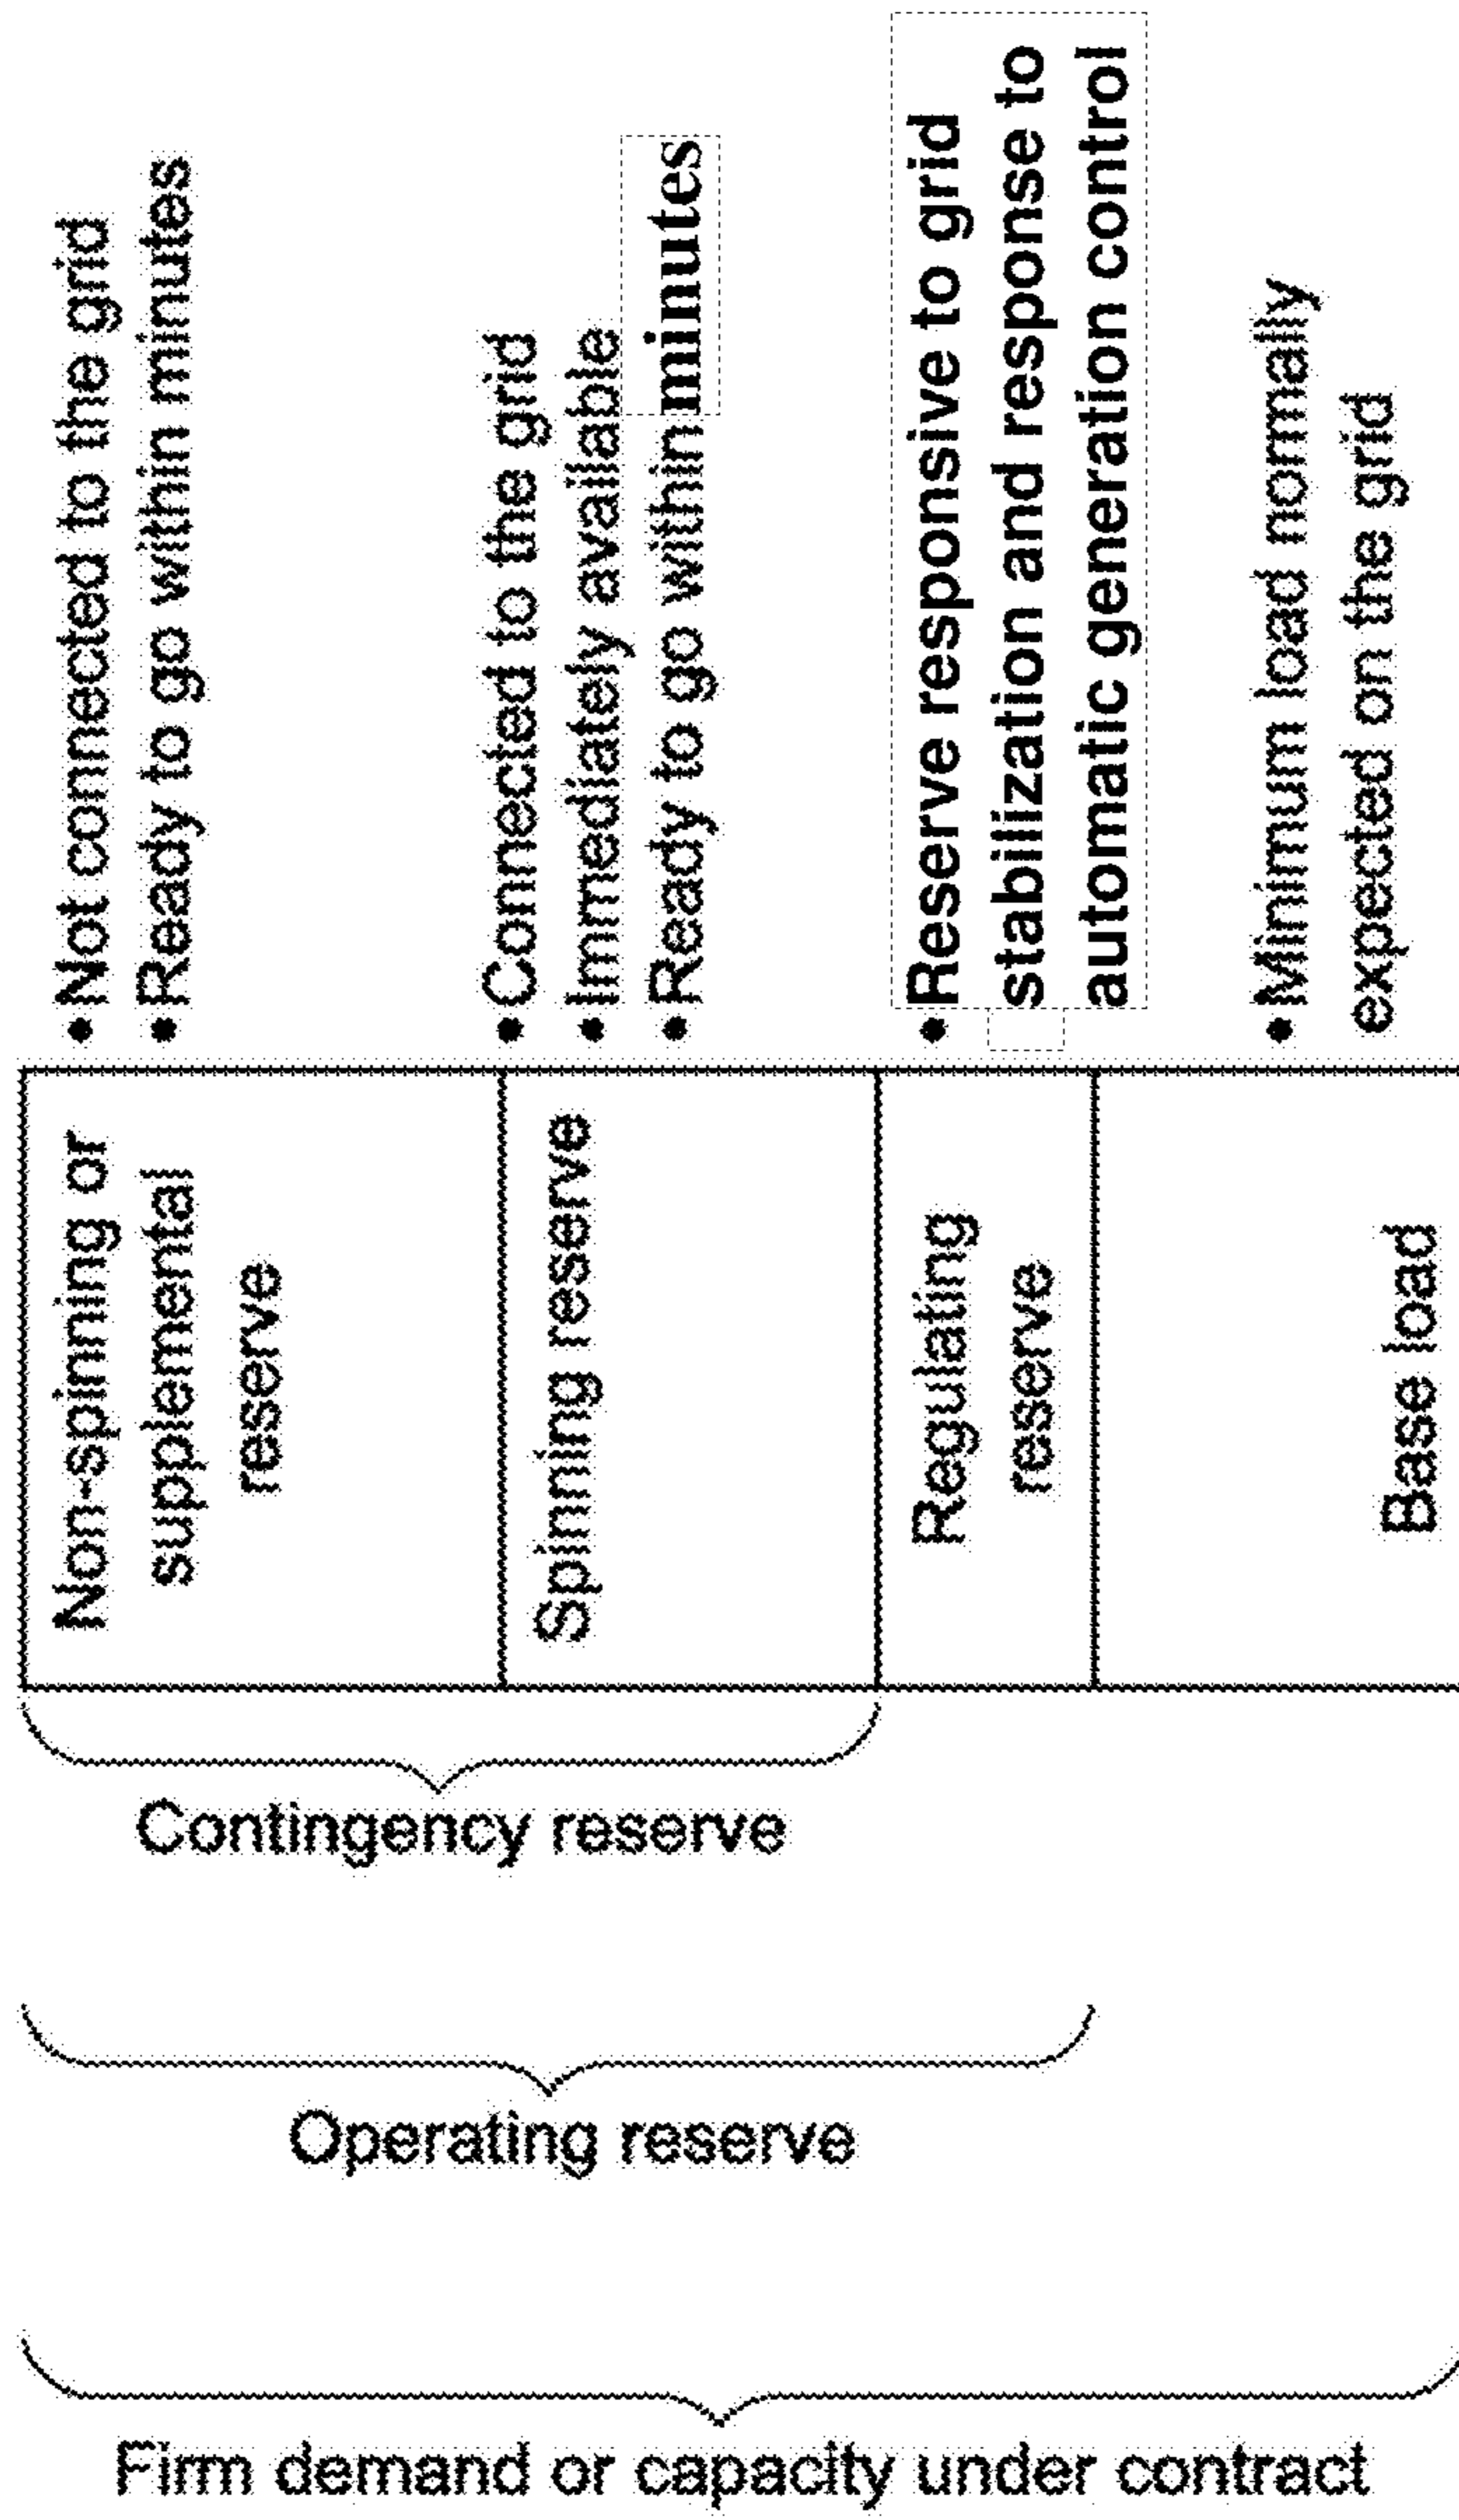 Non-spinning or
supplemental
reserve
Spinning reserve
Regulating
reserve
Base load
• Not connected to the grid
• Ready to go within minutes
• Connected to the grid
• Immediately available
• Ready to go within minutes
• Reserve responsive to grid
stabilization and response to
automatic generation control
• Minimum load normally
expected on the grid
Contingency reserve
Operating reserve
Firm demand or capacity under contract